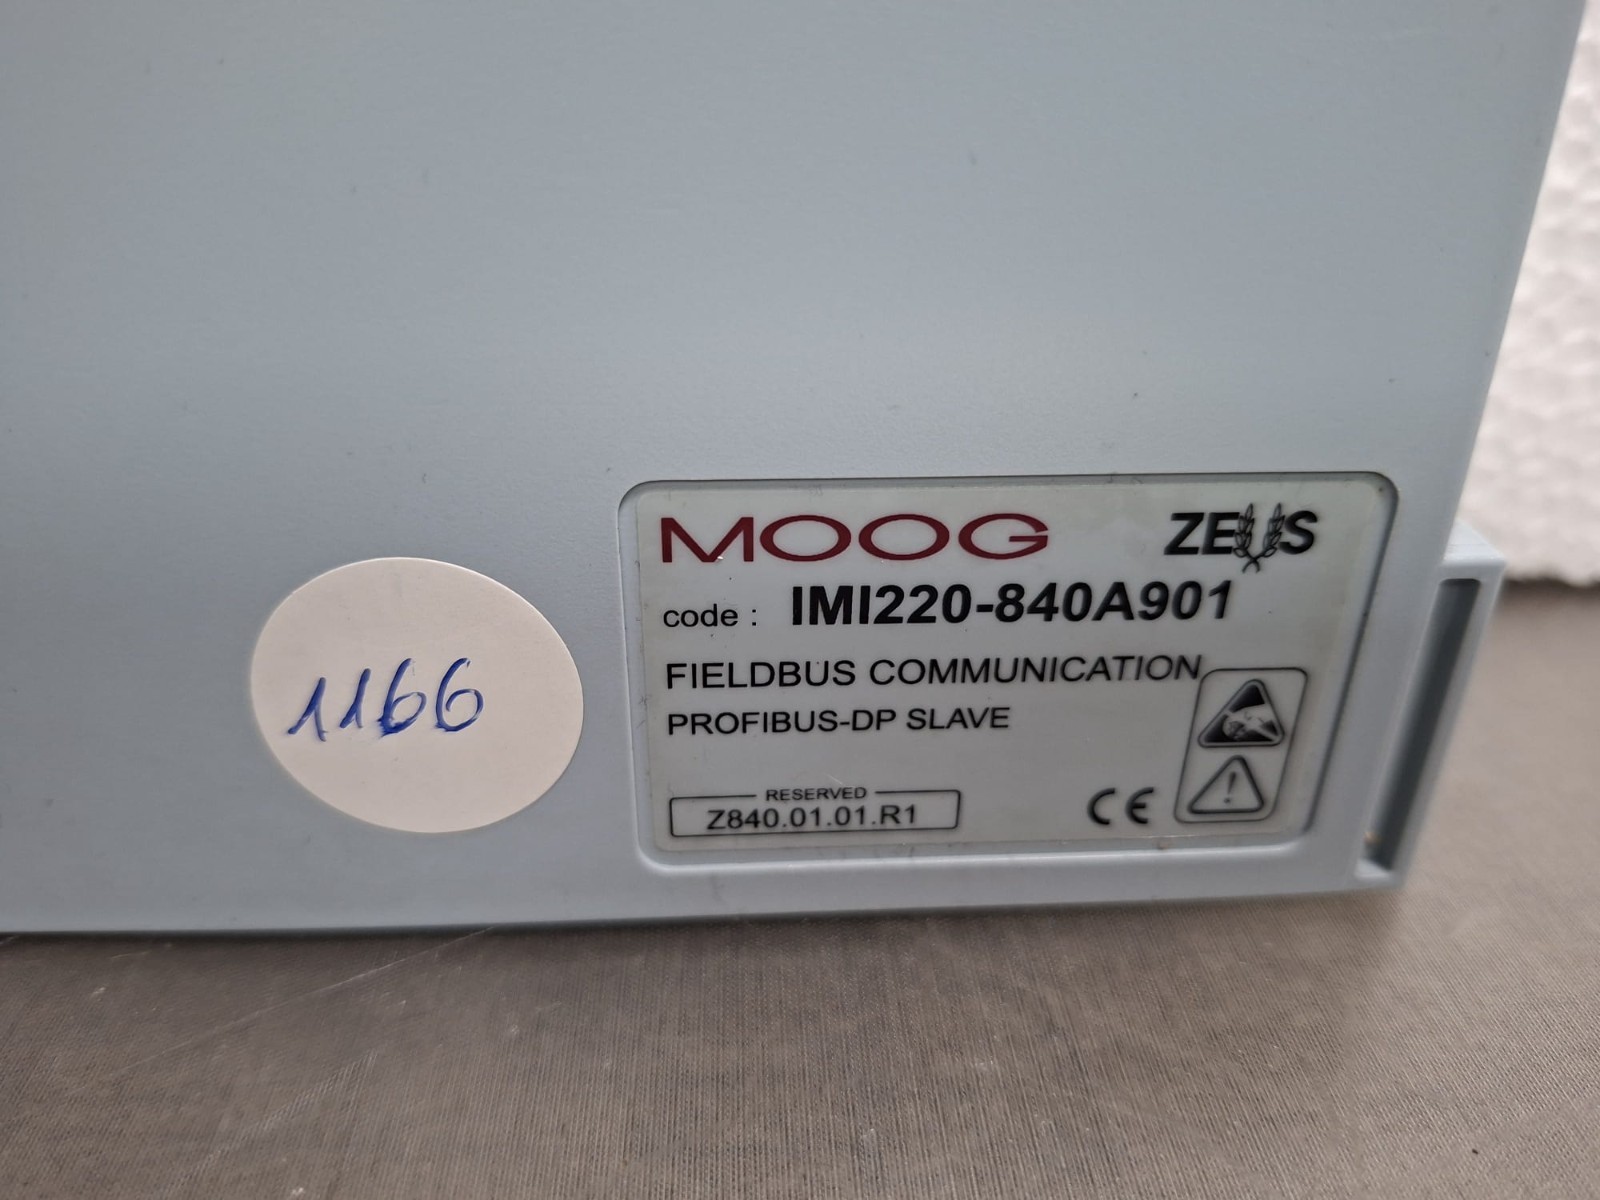 MOOG ZEUS
code : IMI220-840A901
FIELDBUS COMMUNICATION
PROFIBUS-DP SLAVE
RESERVED
Z840.01.01.R1
CE
1166